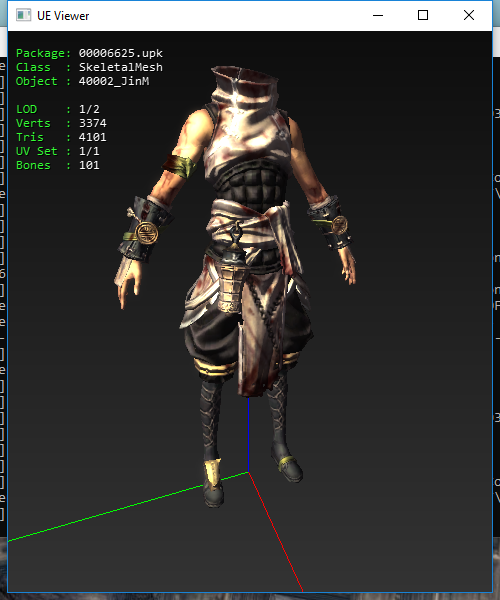 UE Viewer
Package: 00006625.upk
Class : SkeletalMesh
Object : 40002_JinM
LOD : 1/2
Verts : 3374
Tris : 4101
UV Set : 1/1
Bones : 101